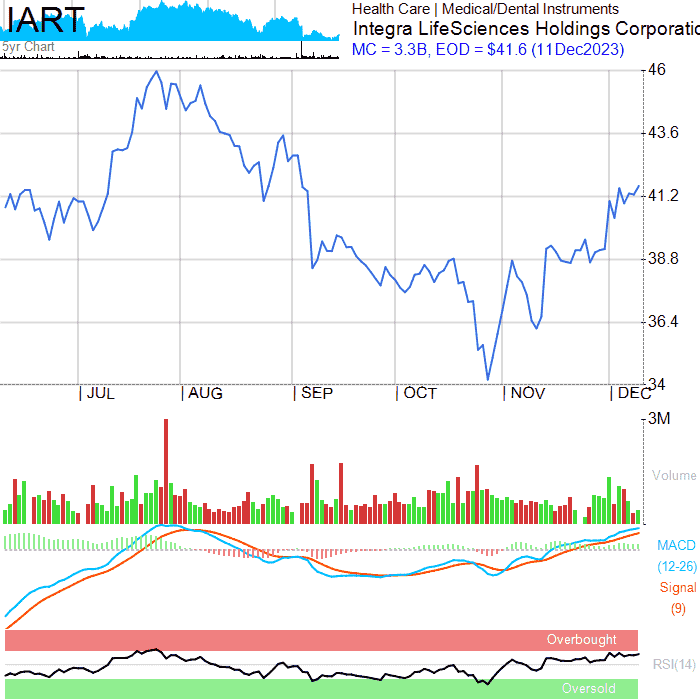 IART
5yr Chart
Health Care | Medical/Dental Instruments
Integra LifeSciences Holdings Corporatio
MC = 3.3B, EOD = $41.6 (11Dec2023)
46
43.6
41.2
38.8
36.4
34
| JUL | AUG | SEP | OCT | NOV | DEC
3M
Volume
MACD
(12-26)
Signal
(9)
Overbought
RSI(14)
Oversold